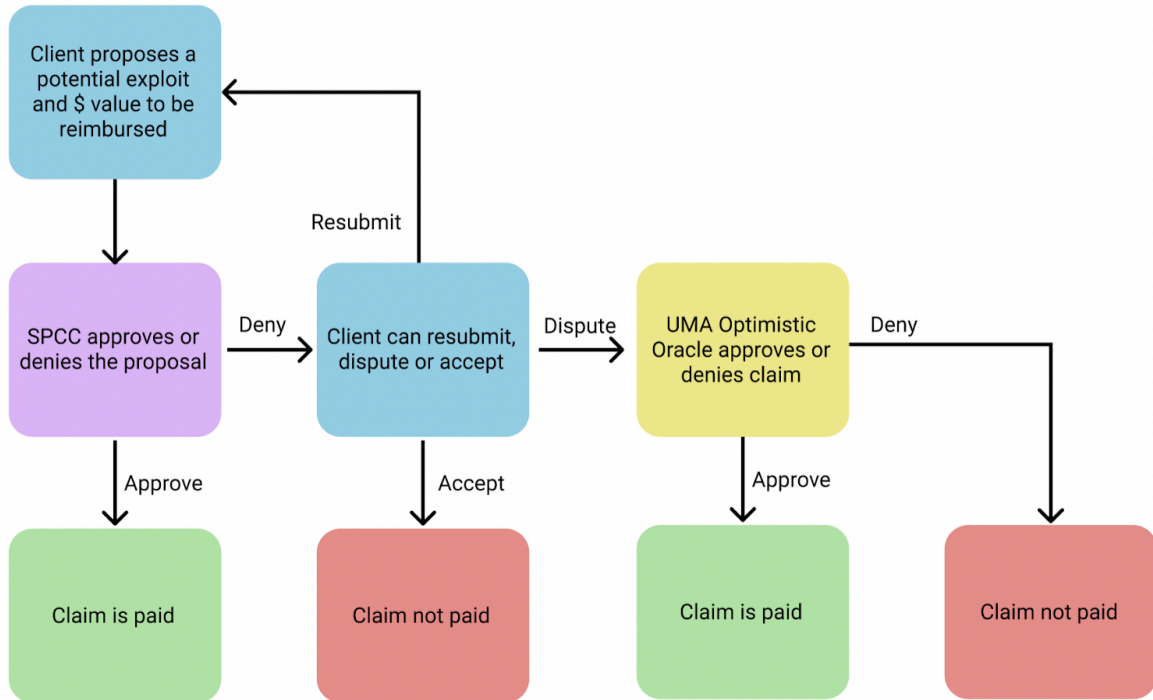 Client proposes a
potential exploit
and $ value to be
reimbursed
Resubmit
SPCC approves or
denies the proposal
Deny
Client can resubmit,
dispute or accept
Dispute
UMA Optimistic
Oracle approves or
denies claim
Deny
Approve
Accept
Approve
Claim is paid
Claim not paid
Claim is paid
Claim not paid